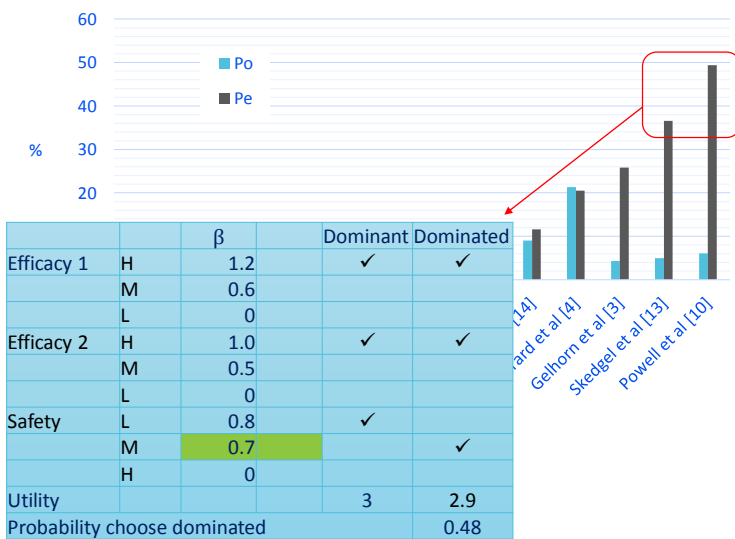 60
50
40
30
20
%
Po
Pe
[14]
ard et al [4]
Gelhorn et al [3]
Skedgel et al [13]
Powell et al [10]
β Dominant Dominated
Efficacy 1 H 1.2 ✓ ✓
M 0.6
L 0
Efficacy 2 H 1.0 ✓ ✓
M 0.5
L 0
Safety L 0.8 ✓
M 0.7 ✓
H 0
Utility 3 2.9
Probability choose dominated 0.48